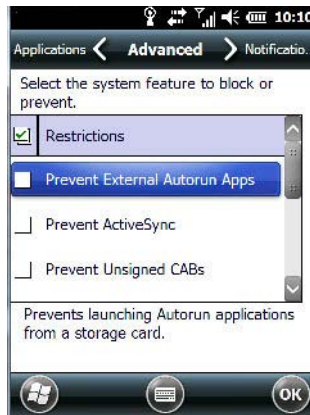 10:10
Applications Advanced Notificatio.
Select the system feature to block or
prevent.
Restrictions
Prevent External Autorun Apps
Prevent ActiveSync
Prevent Unsigned CABs
Prevents launching Autorun applications
from a storage card.
OK